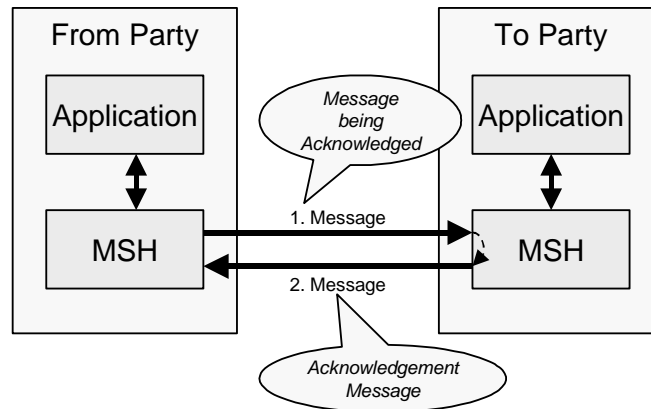 From Party
To Party
Application
Application
Message
being
Acknowledged
1. Message
MSH
MSH
2. Message
Acknowledgement
Message